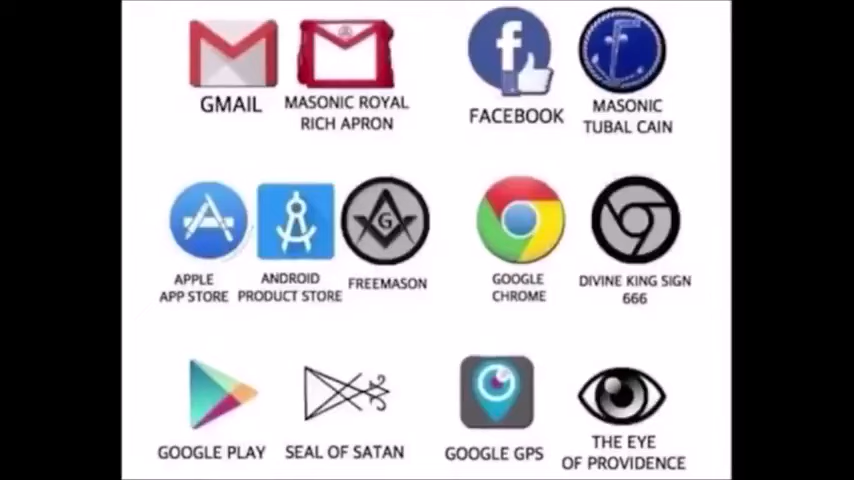 GMAIL
MASONIC ROYAL
RICH APRON
FACEBOOK
MASONIC
TUBAL CAIN
APPLE
APP STORE
ANDROID
PRODUCT STORE
G
FREEMASON
GOOGLE
CHROME
DIVINE KING SIGN
666
GOOGLE PLAY
SEAL OF SATAN
GOOGLE GPS
THE EYE
OF PROVIDENCE